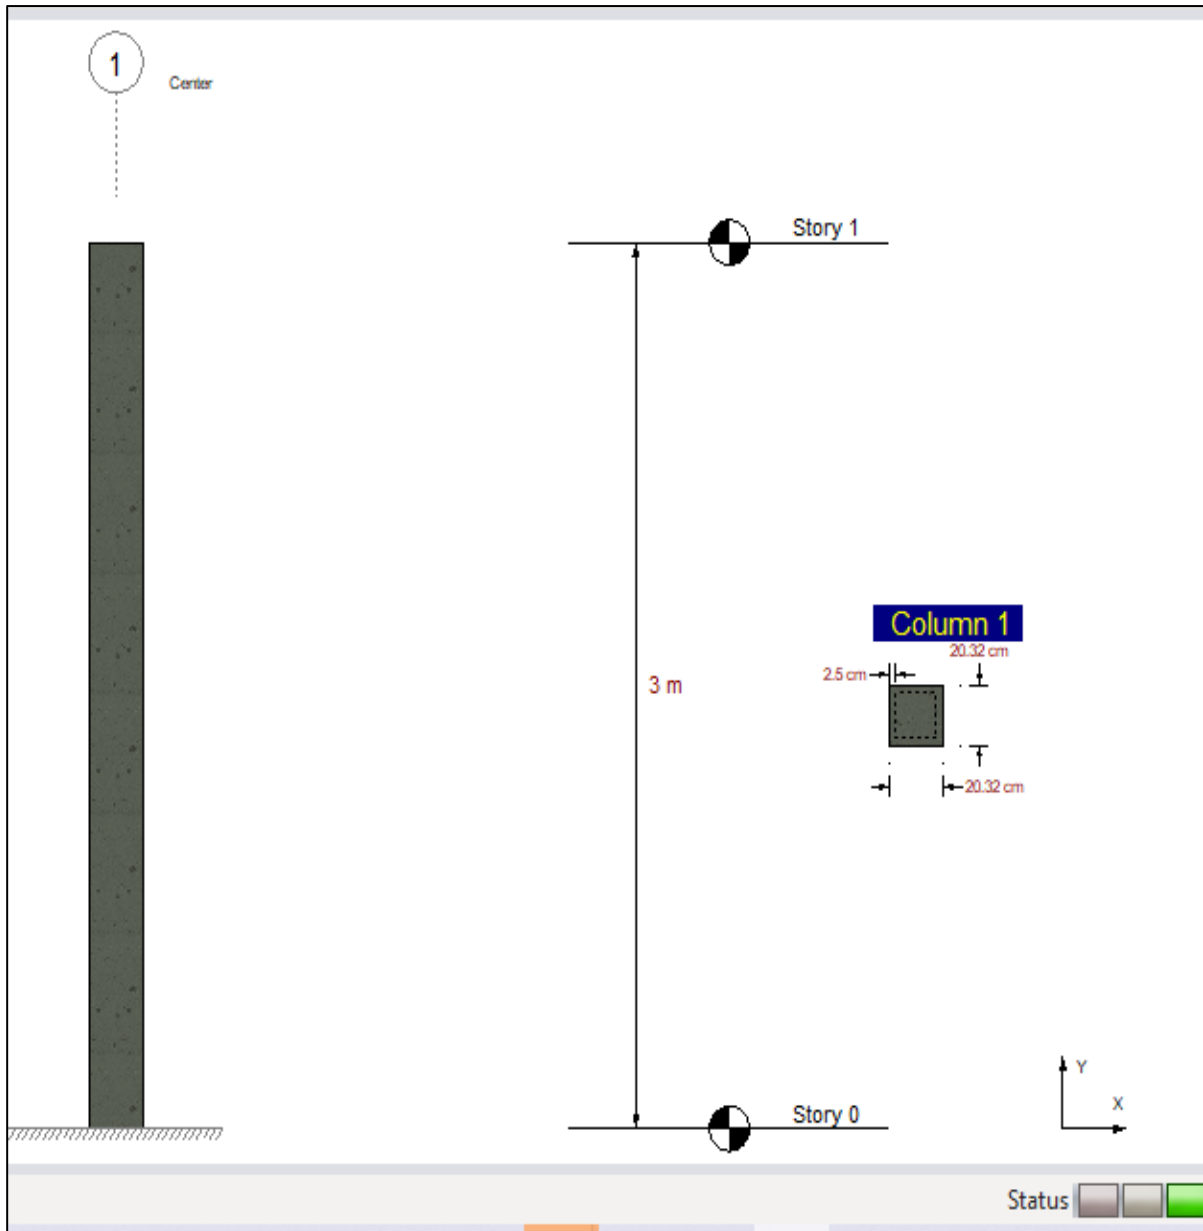 1
Center
Story 1
Column 1
20.32 cm
2.5 cm
3 m
20.32 cm
Y
X
Story 0
Status